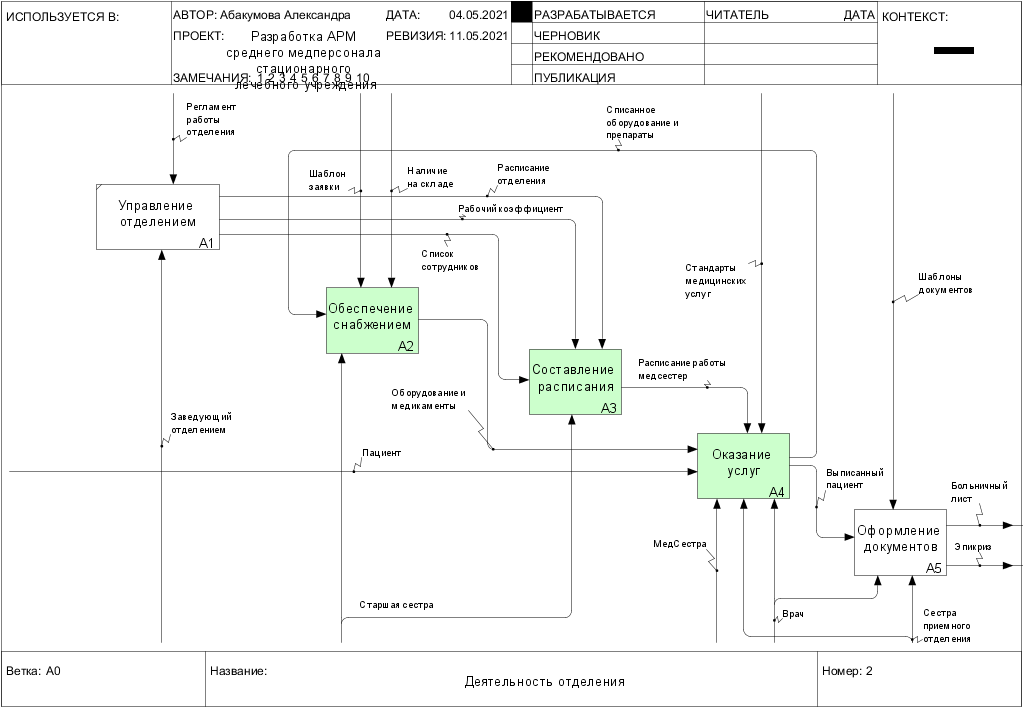 ИСПОЛЬЗУЕТСЯ В:
АВТОР: Абакумова Александра
ДАТА: 04.05.2021
РАЗРАБАТЫВАЕТСЯ
ЧИТАТЕЛЬ
ДАТА
КОНТЕКСТ:
ПРОЕКТ: Разработка АРМ
среднего медперсонала
стационарного
лечебного учреждения
РЕВИЗИЯ: 11.05.2021
ЧЕРНОВИК
РЕКОМЕНДОВАНО
ЗАМЕЧАНИЯ: 1 2 3 4 5 6 7 8 9 10
ПУБЛИКАЦИЯ
Регламент
работы
отделения
Списанное
оборудование и
препараты
Шаблон
заявки
Наличие
на складе
Расписание
отделения
Управление
отделением
A1
Рабочий коэффициент
Список
сотрудников
Стандарты
медицинских
услуг
Шаблоны
документов
Обеспечение
снабжением
A2
Составление
расписания
A3
Расписание работы
медсестер
Оборудование и
медикаменты
Заведующий
отделением
Пациент
Оказание
услуг
A4
Выписанный
пациент
Больничный
лист
Оформление
документов
A5
Эпикриз
МедСестра
Старшая сестра
Врач
Сестра
приемного
отделения
Ветка: A0
Название:
Деятельность отделения
Номер: 2